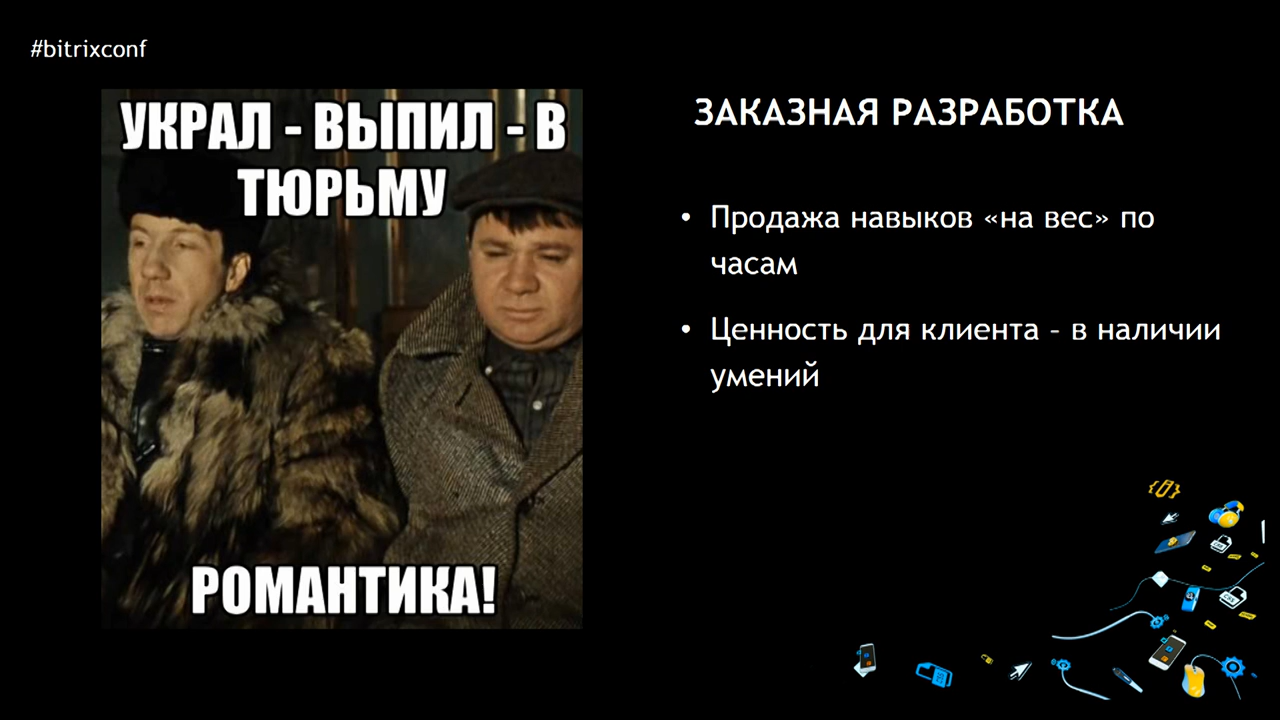 #bitrixconf
УКРАЛ - ВЫПИЛ - В
ТЮРЬМУ
РОМАНТИКА!
ЗАКАЗНАЯ РАЗРАБОТКА
• Продажа навыков «на вес» по
часам
• Ценность для клиента – в наличии
умений